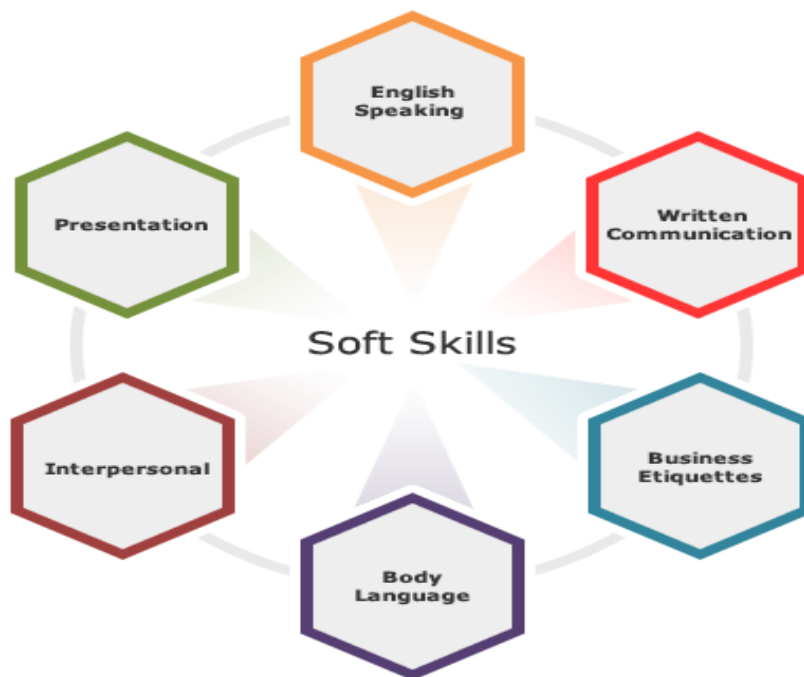 English
Speaking
Written
Communication
Business
Etiquettes
Body
Language
Interpersonal
Presentation
Soft Skills